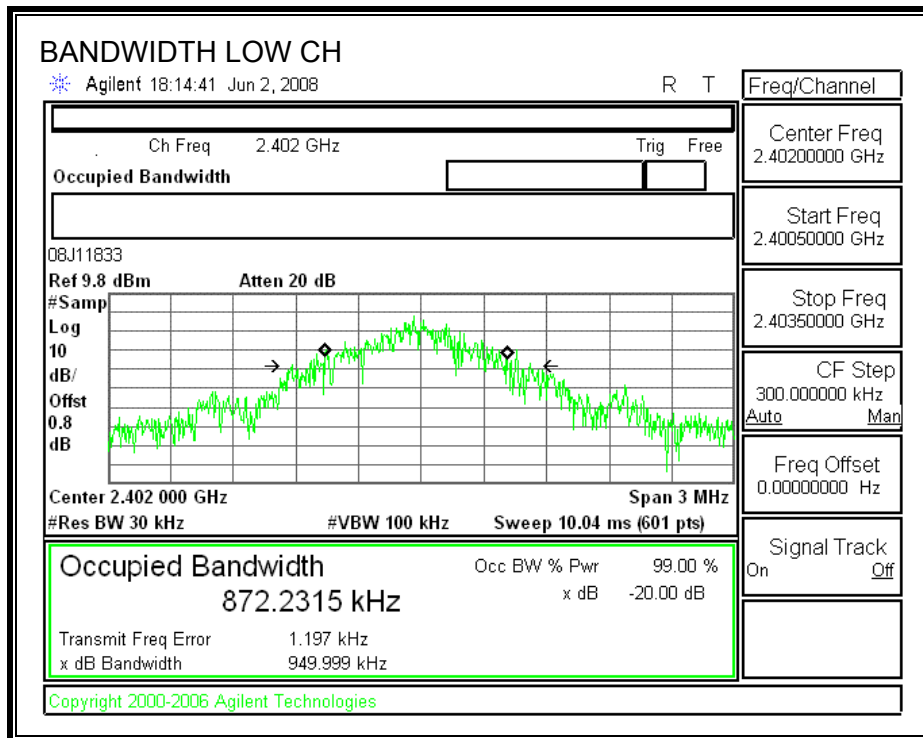 BANDWIDTH LOW CH
Agilent 18:14:41 Jun 2, 2008
R T
Freq/Channel
Ch Freq 2.402 GHz
Trig Free
Occupied Bandwidth
08J11833
Ref 9.8 dBm Atten 20 dB
#Samp
Log
10
dB/
Offst
0.8
dB
Center 2.402 000 GHz Span 3 MHz
#Res BW 30 kHz #VBW 100 kHz Sweep 10.04 ms (601 pts)
Occupied Bandwidth
872.2315 kHz
Occ BW % Pwr 99.00 %
x dB -20.00 dB
Transmit Freq Error 1.197 kHz
x dB Bandwidth 949.999 kHz
Copyright 2000-2006 Agilent Technologies
Center Freq
2.40200000 GHz
Start Freq
2.40050000 GHz
Stop Freq
2.40350000 GHz
CF Step
300.000000 kHz
Auto Man
Freq Offset
0.00000000 Hz
Signal Track
On Off